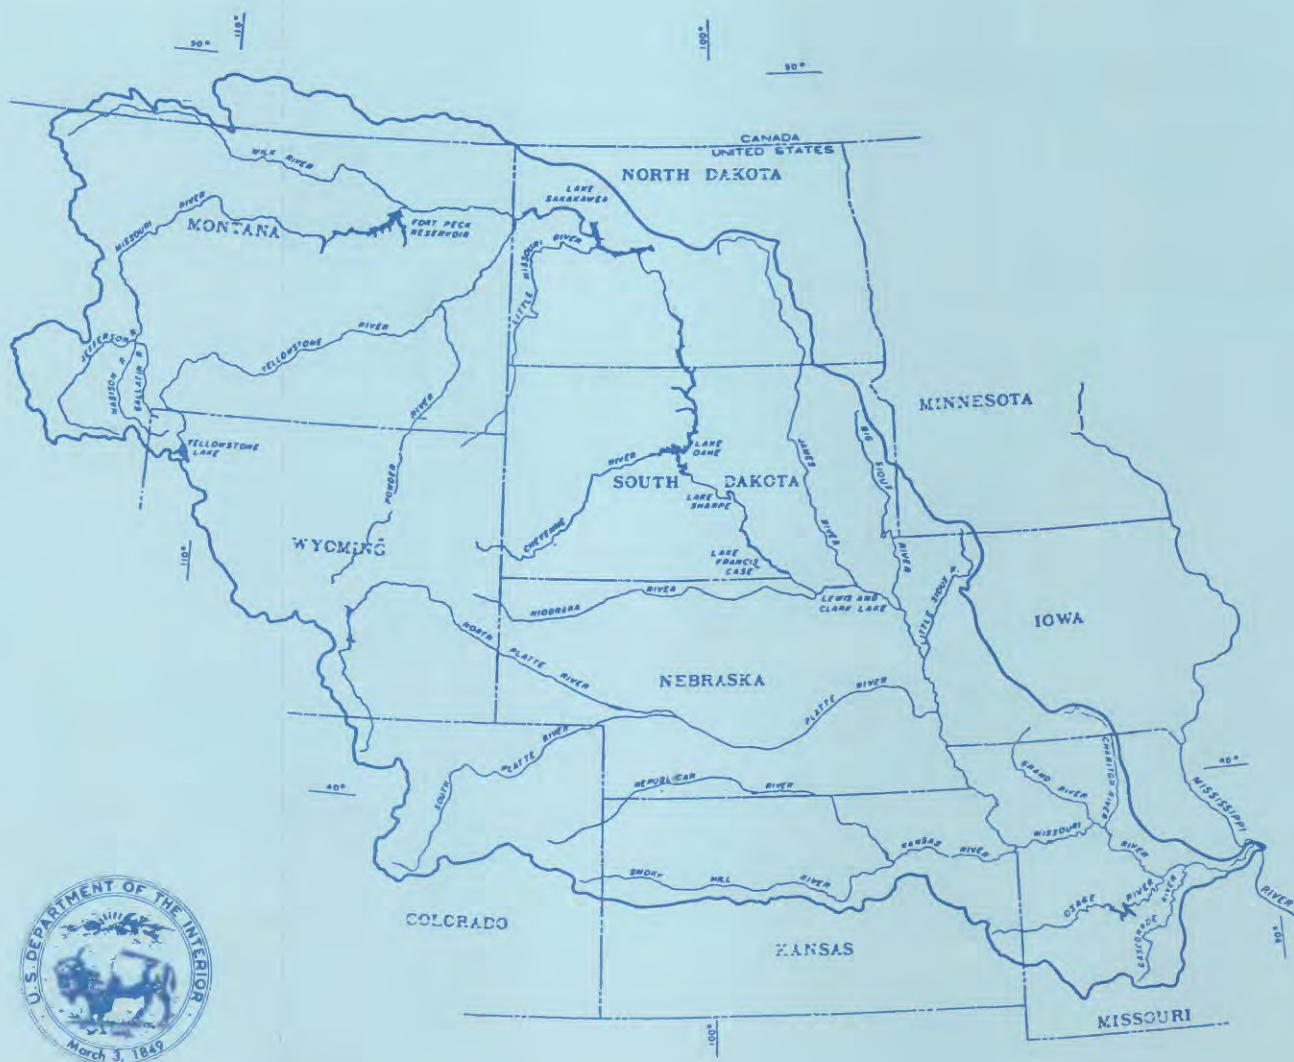 110°
50°
100°
50°
CANADA
UNITED STATES
NORTH DAKOTA
MILK RIVER
LAKE
SAKAKAWEA
MISSOURI RIVER
MONTANA
FORT PECK
RESERVOIR
LITTLE MISSOURI RIVER
JEFFERSON R
MADISON R
GALLATIN R
YELLOWSTONE RIVER
MINNESOTA
YELLOWSTONE
LAKE
POWDER RIVER
RIVER
LAKE
OAHE
JAMES RIVER
BIG SIOUX RIVER
SOUTH DAKOTA
LAKE
SHARPE
CHEYENNE
WYOMING
110°
LAKE
FRANCIS
CASE
NIOBRARA RIVER
LEWIS AND
CLARK LAKE
LITTLE SIOUX R
IOWA
NORTH PLATTE RIVER
NEBRASKA
PLATTE RIVER
SOUTH PLATTE RIVER
40°
REPUBLICAN RIVER
GRAND RIVER
CHARITON RIVER
40°
MISSISSIPPI RIVER
KANSAS RIVER
MISSOURI RIVER
SMOKY HILL RIVER
OSAGE RIVER
GASCONADE RIVER
COLORADO
KANSAS
90°
MISSOURI
100°
U.S. DEPARTMENT OF THE INTERIOR
March 3, 1849